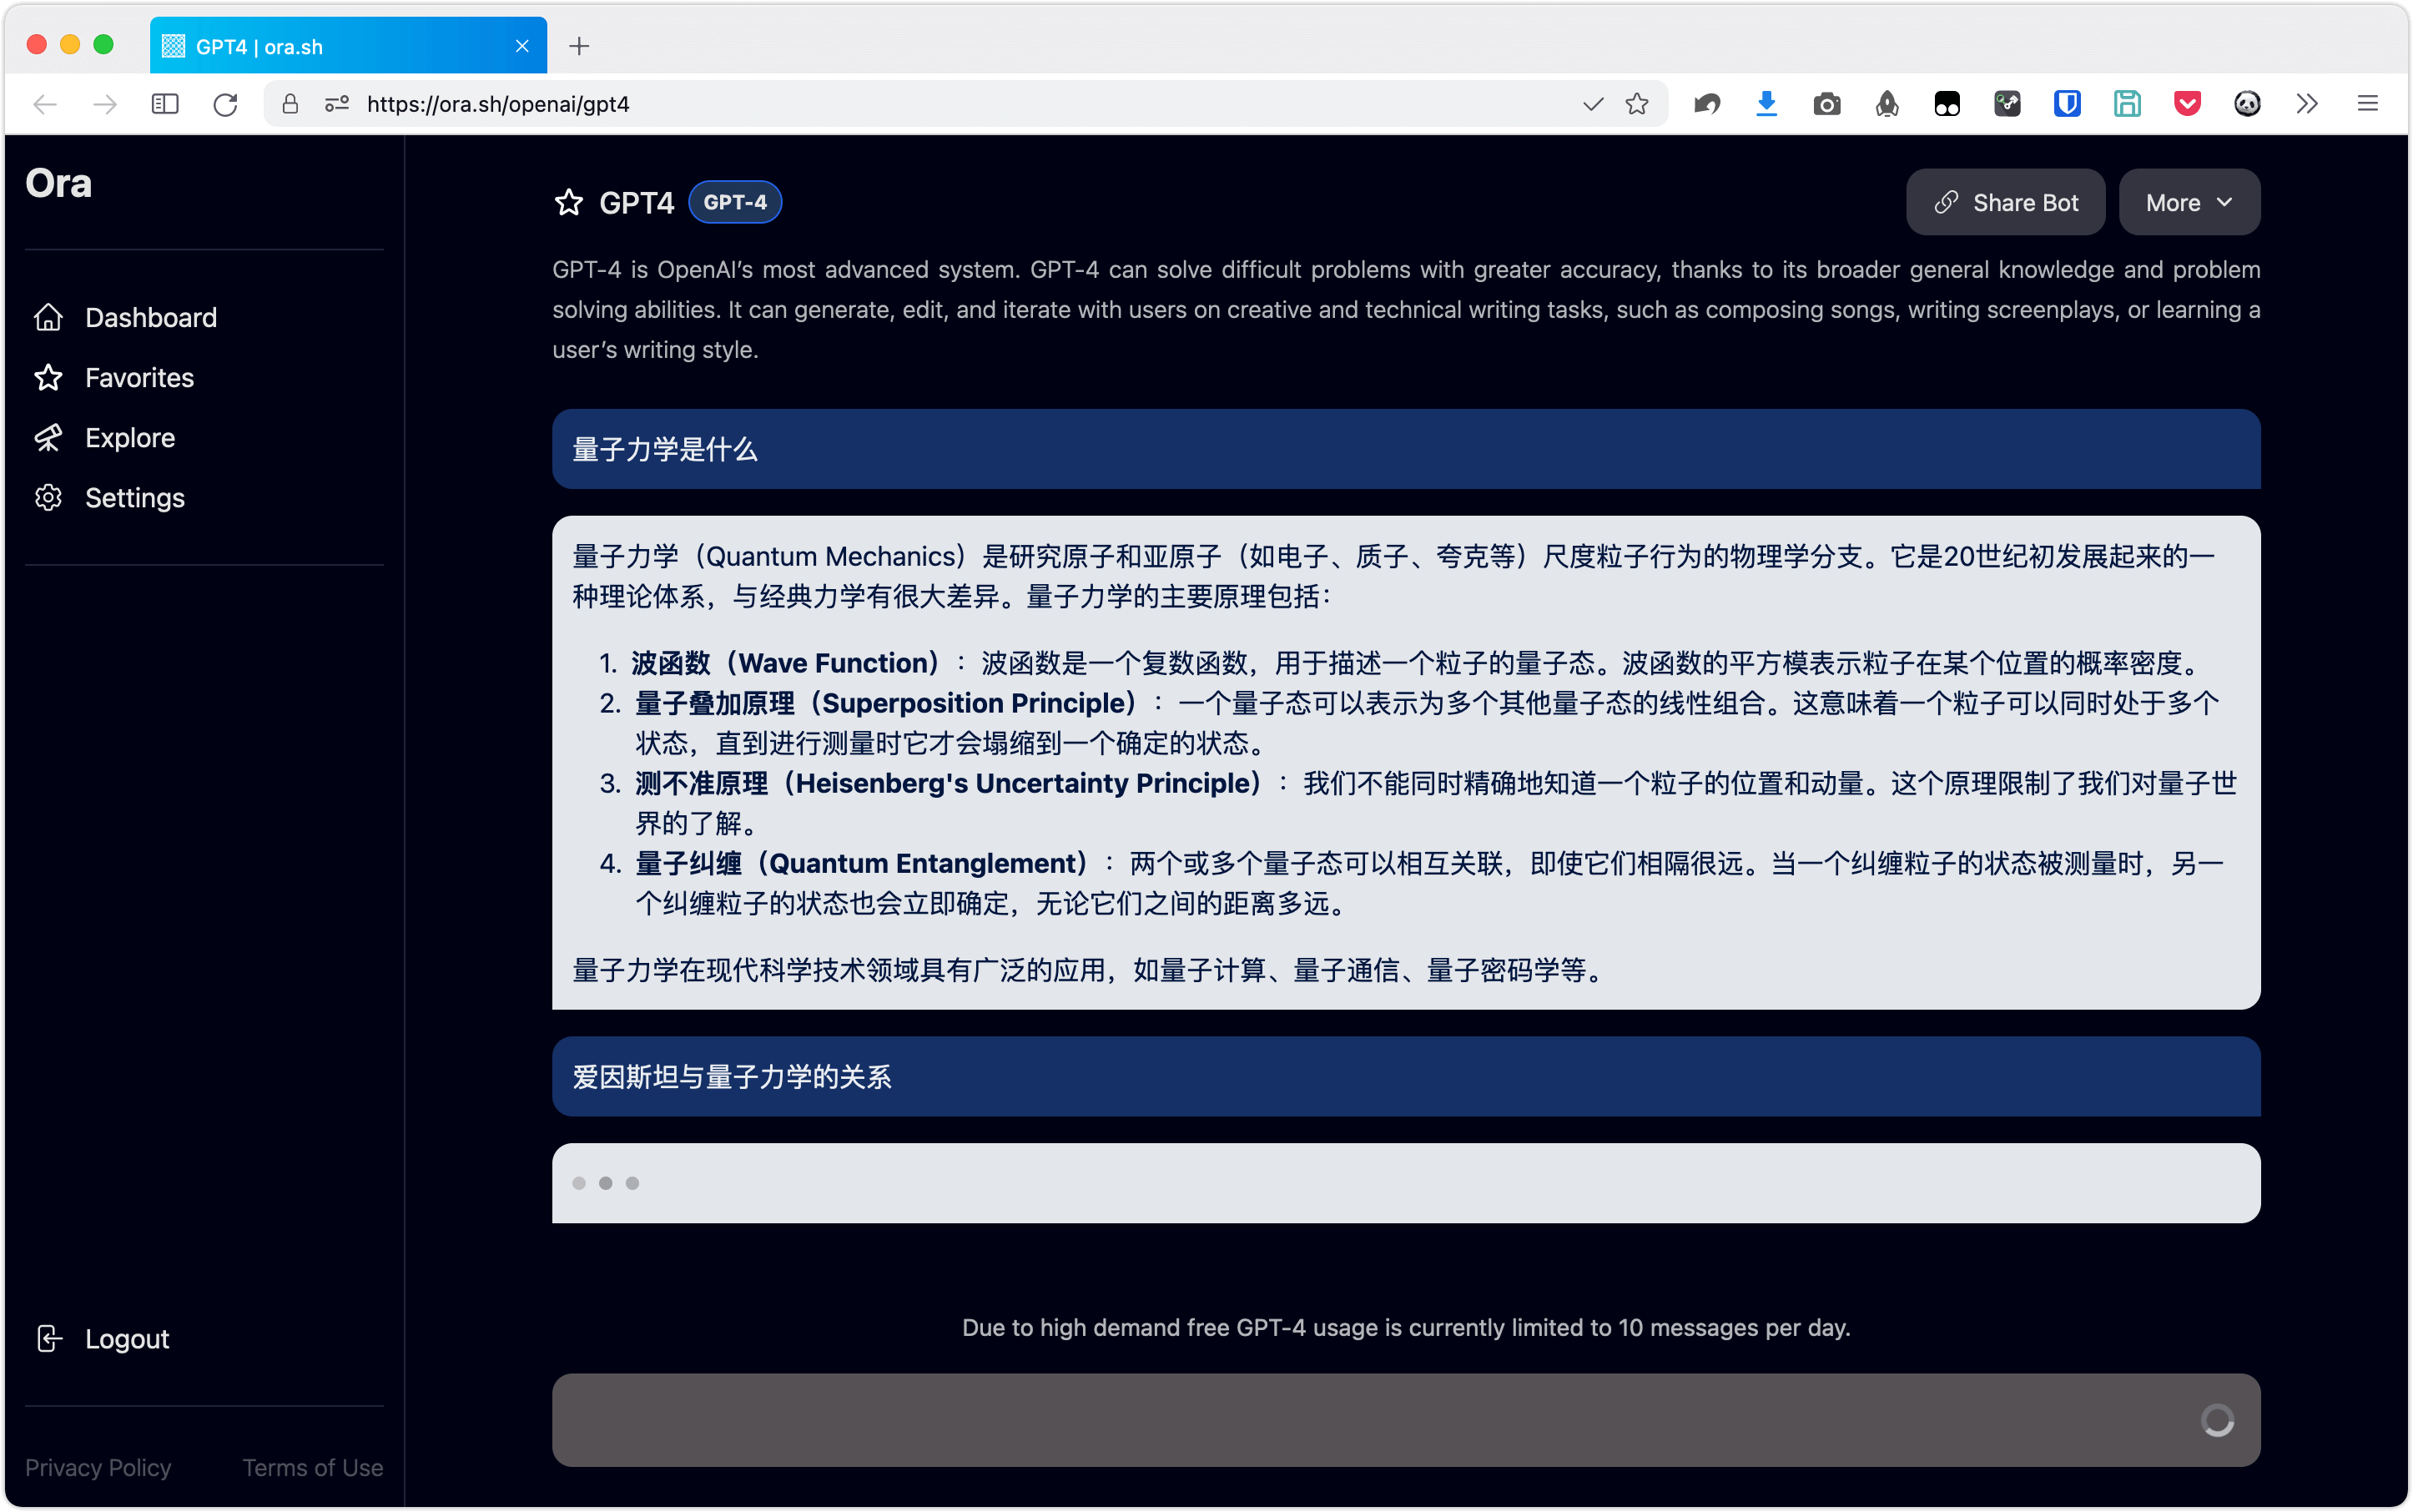 GPT4 | ora.sh
https://ora.sh/openai/gpt4
Ora
Dashboard
Favorites
Explore
Settings
Logout
Privacy Policy
Terms of Use
GPT4
GPT-4
Share Bot
More
GPT-4 is OpenAI’s most advanced system. GPT-4 can solve difficult problems with greater accuracy, thanks to its broader general knowledge and problem
solving abilities. It can generate, edit, and iterate with users on creative and technical writing tasks, such as composing songs, writing screenplays, or learning a
user’s writing style.
量子力学是什么
量子力学（Quantum Mechanics）是研究原子和亚原子（如电子、质子、夸克等）尺度粒子行为的物理学分支。它是20世纪初发展起来的一
种理论体系，与经典力学有很大差异。量子力学的主要原理包括：
1. 波函数（Wave Function）：波函数是一个复数函数，用于描述一个粒子的量子态。波函数的平方模表示粒子在某个位置的概率密度。
2. 量子叠加原理（Superposition Principle）：一个量子态可以表示为多个其他量子态的线性组合。这意味着一个粒子可以同时处于多个
状态，直到进行测量时它才会塌缩到一个确定的状态。
3. 测不准原理（Heisenberg's Uncertainty Principle）：我们不能同时精确地知道一个粒子的位置和动量。这个原理限制了我们对量子世
界的了解。
4. 量子纠缠（Quantum Entanglement）：两个或多个量子态可以相互关联，即使它们相隔很远。当一个纠缠粒子的状态被测量时，另一
个纠缠粒子的状态也会立即确定，无论它们之间的距离多远。
量子力学在现代科学技术领域具有广泛的应用，如量子计算、量子通信、量子密码学等。
爱因斯坦与量子力学的关系
Due to high demand free GPT-4 usage is currently limited to 10 messages per day.